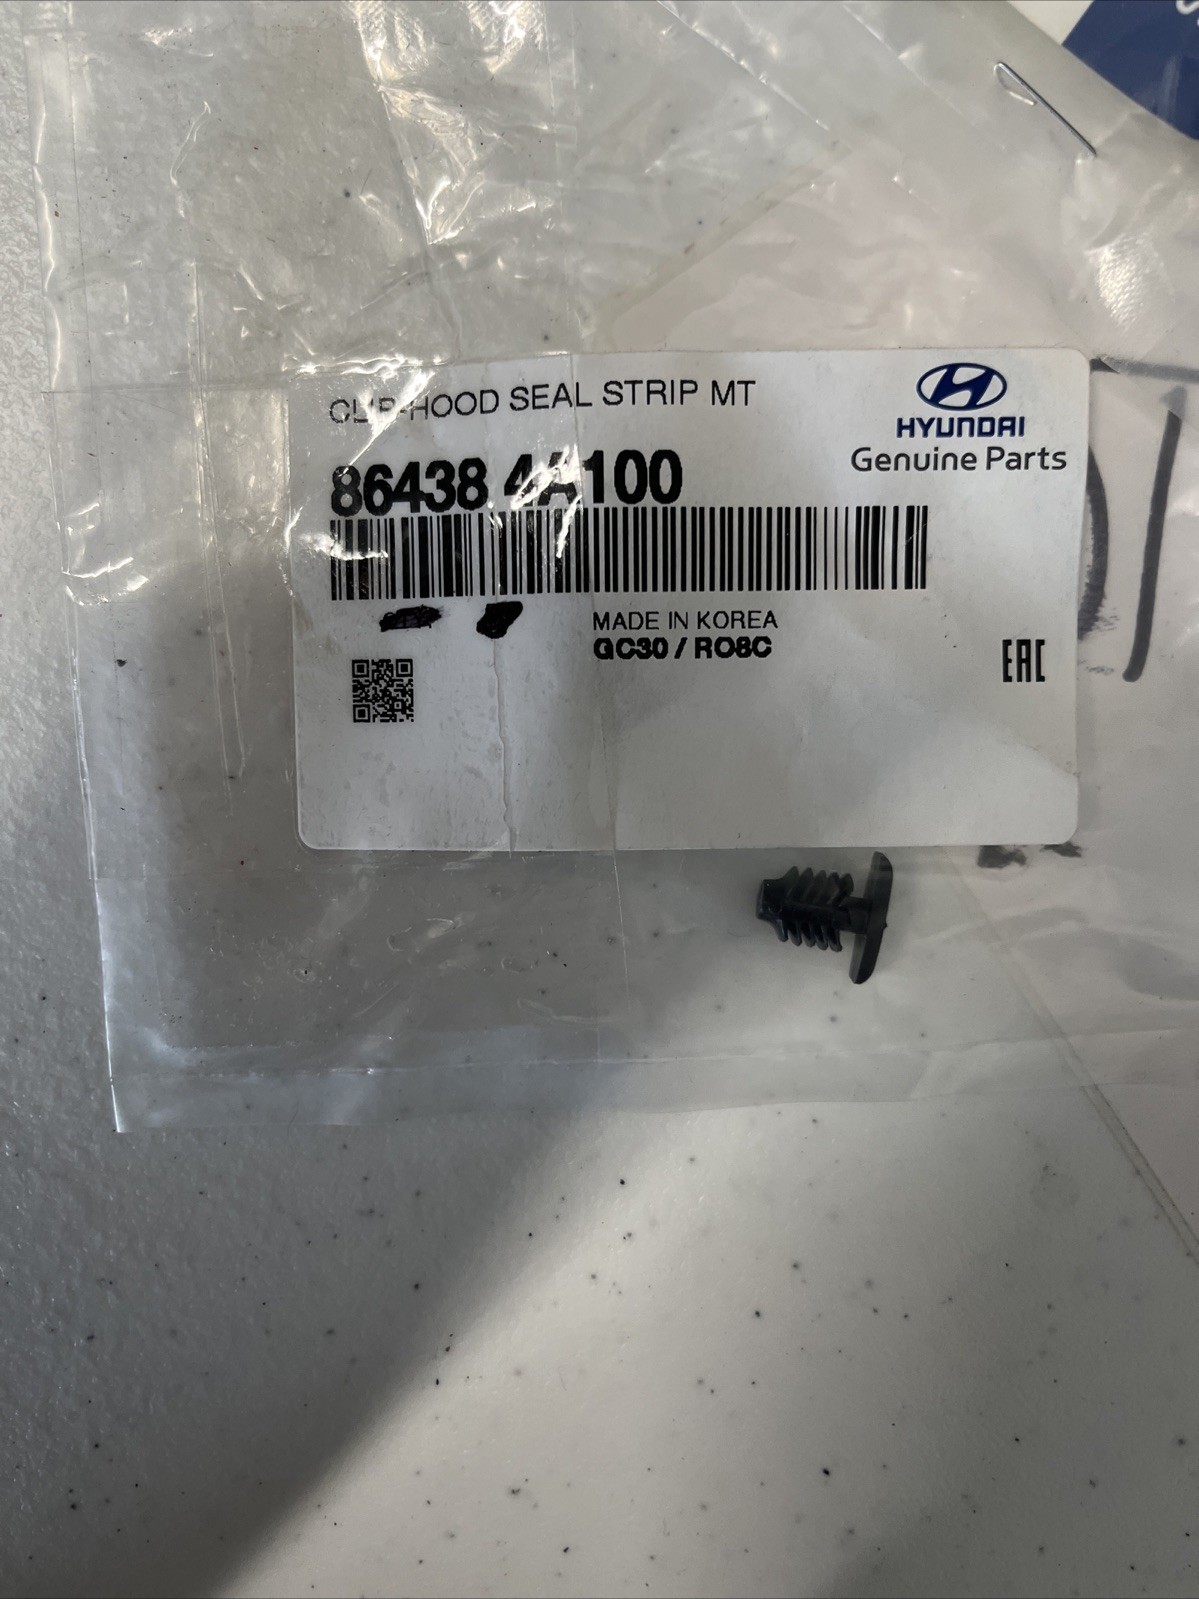 CLIP-HOOD SEAL STRIP MT
HYUNDAI
Genuine Parts
86438 4A100
MADE IN KOREA
GC30 / RO8C
EAC